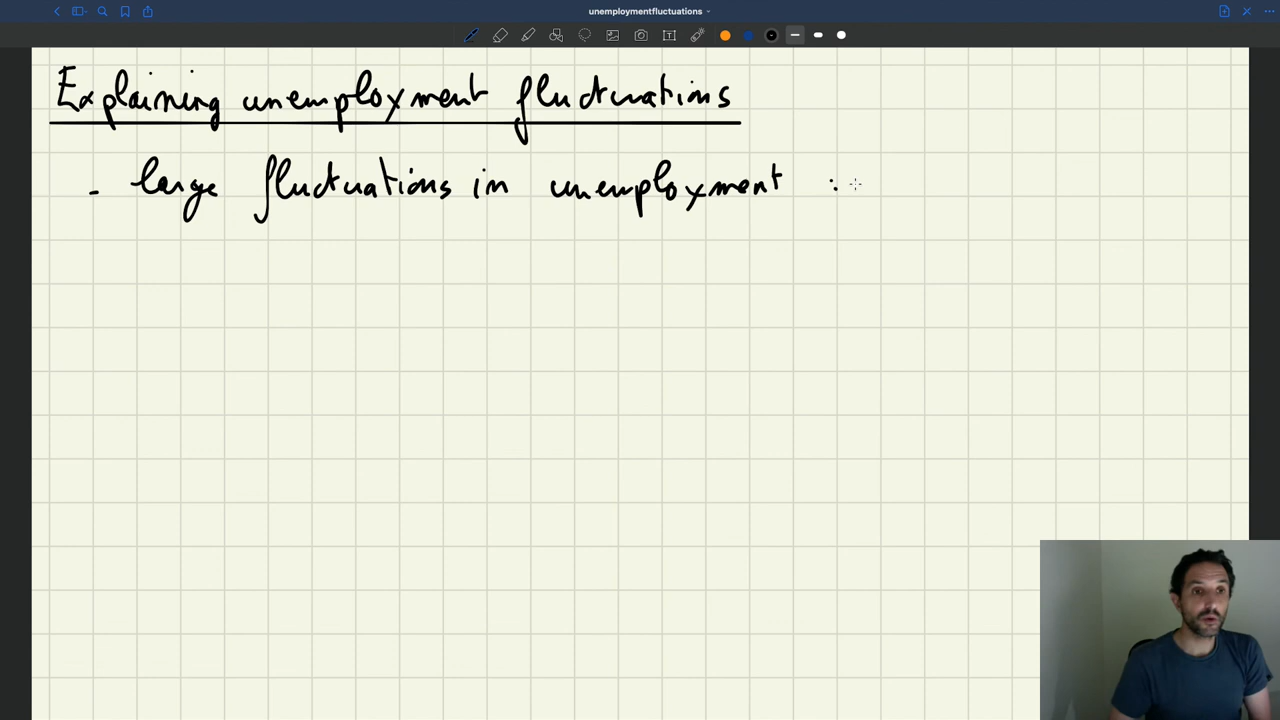 unemploymentfluctuations
Explaining unemployment fluctuations
- large fluctuations in unemployment :